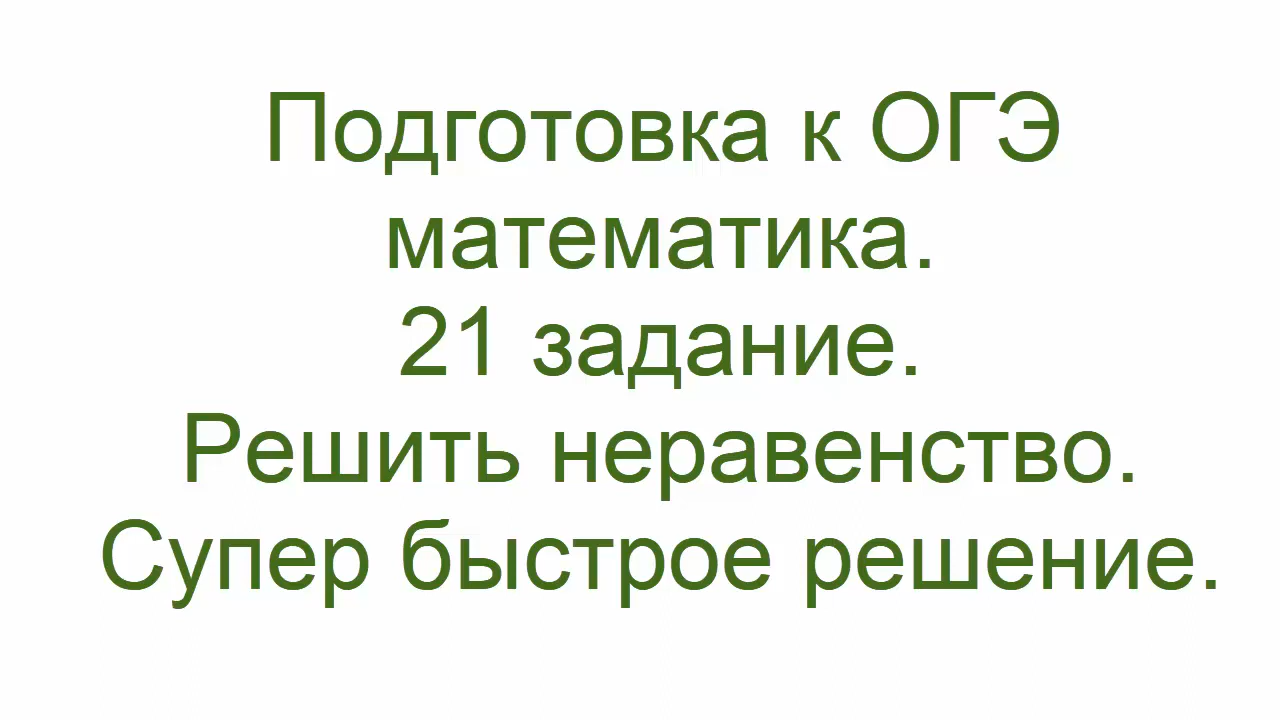 Подготовка к ОГЭ
математика.
21 задание.
Решить неравенство.
Супер быстрое решение.